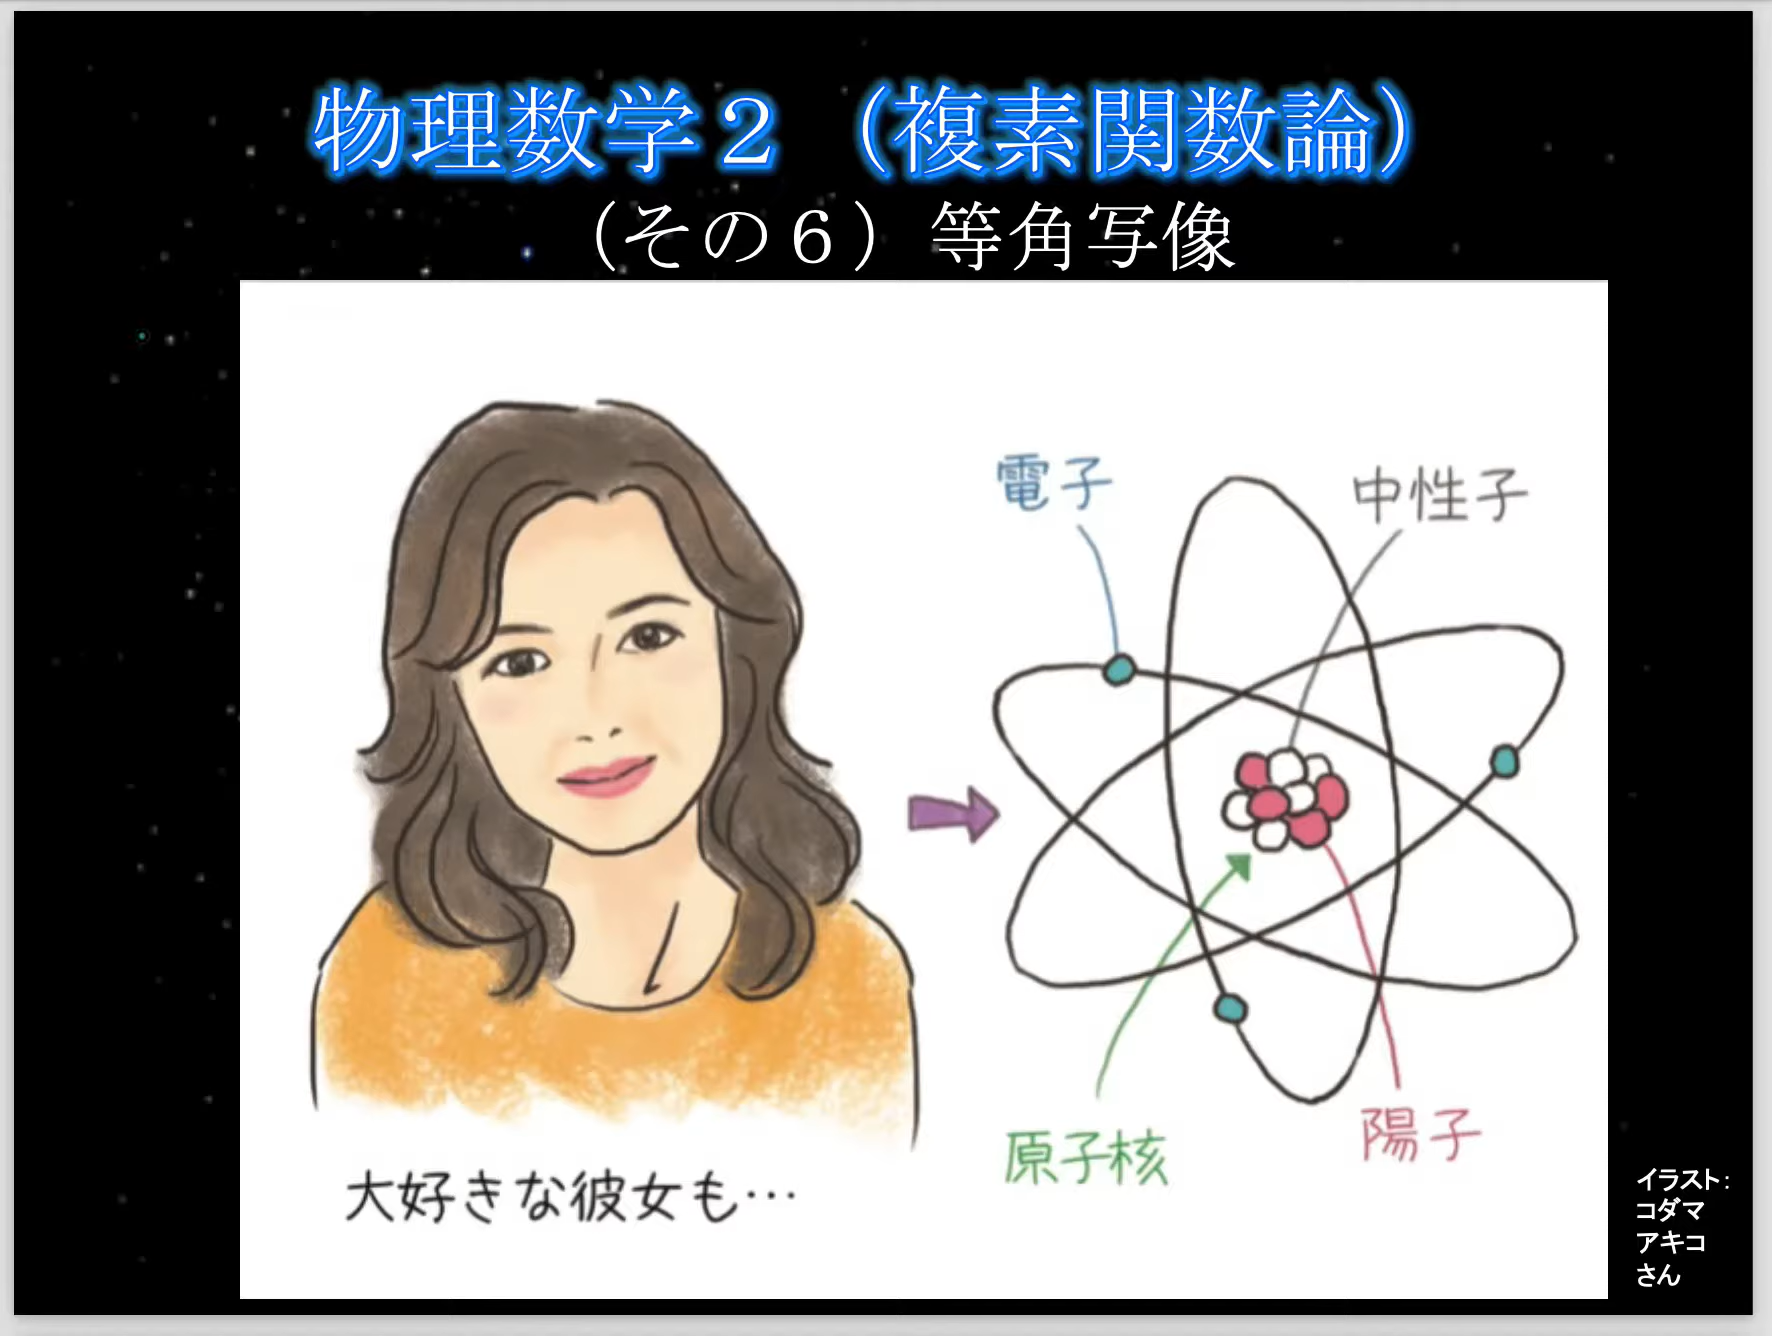 物理数学２（複素関数論）
（その６）等角写像
電子
中性子
原子核
陽子
大好きな彼女も…
イラスト：
コダマ
アキコ
さん